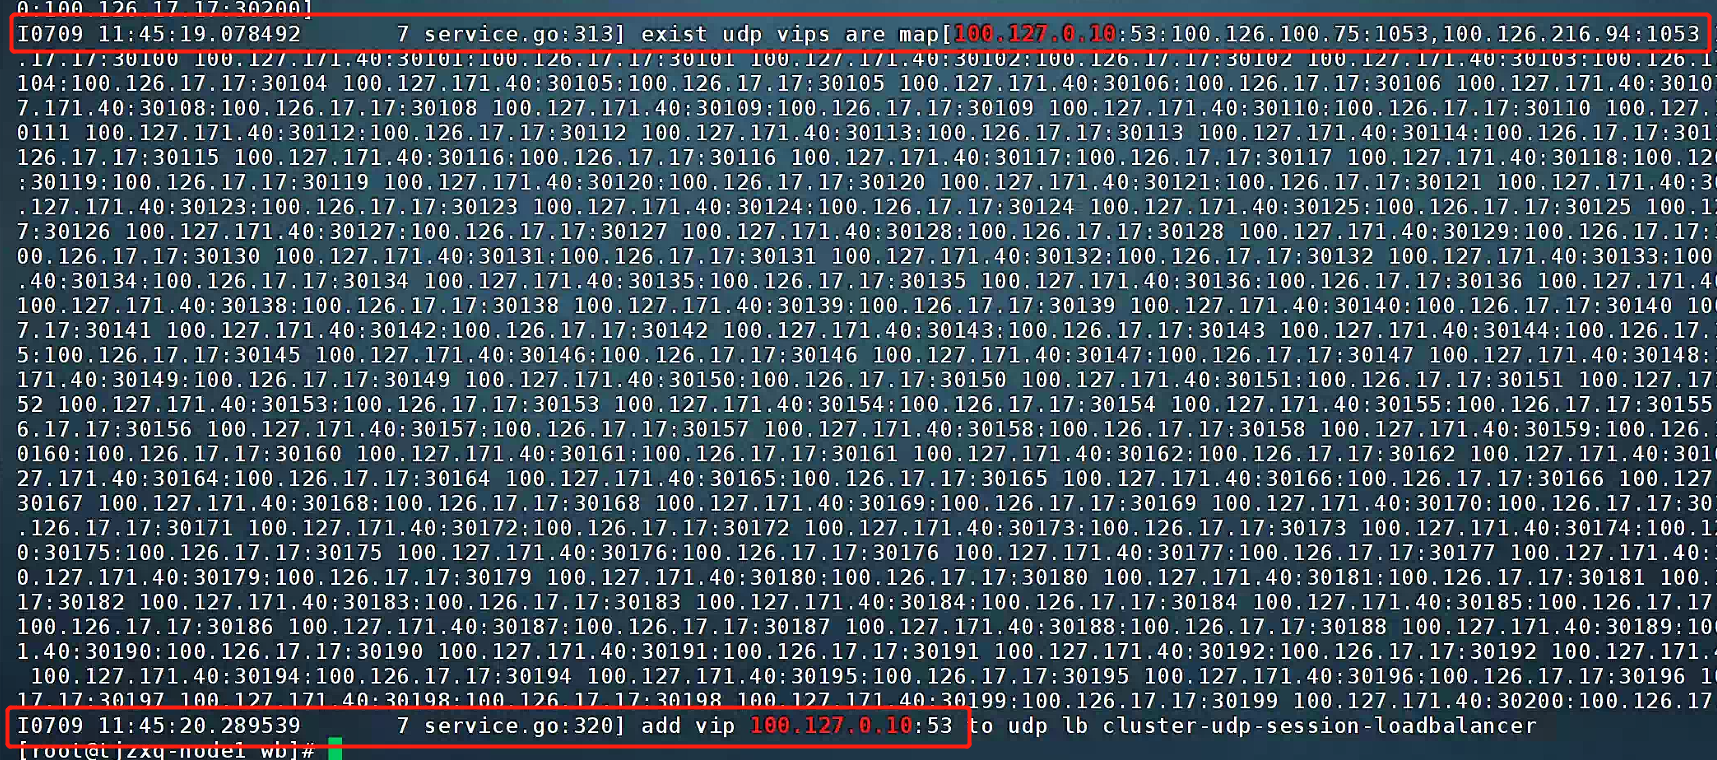 0:100.126.17.17:30200]
I0709 11:45:19.078492       7 service.go:313] exist udp vips are map[100.127.0.10:53:100.126.100.75:1053,100.126.216.94:1053
.17.17:30100 100.127.171.40:30101:100.126.17.17:30101 100.127.171.40:30102:100.126.17.17:30102 100.127.171.40:30103:100.126.1
104:100.126.17.17:30104 100.127.171.40:30105:100.126.17.17:30105 100.127.171.40:30106:100.126.17.17:30106 100.127.171.40:3010
7.171.40:30108:100.126.17.17:30108 100.127.171.40:30109:100.126.17.17:30109 100.127.171.40:30110:100.126.17.17:30110 100.127.
0111 100.127.171.40:30112:100.126.17.17:30112 100.127.171.40:30113:100.126.17.17:30113 100.127.171.40:30114:100.126.17.17:301
126.17.17:30115 100.127.171.40:30116:100.126.17.17:30116 100.127.171.40:30117:100.126.17.17:30117 100.127.171.40:30118:100.12
:30119:100.126.17.17:30119 100.127.171.40:30120:100.126.17.17:30120 100.127.171.40:30121:100.126.17.17:30121 100.127.171.40:3
.127.171.40:30123:100.126.17.17:30123 100.127.171.40:30124:100.126.17.17:30124 100.127.171.40:30125:100.126.17.17:30125 100.1
7:30126 100.127.171.40:30127:100.126.17.17:30127 100.127.171.40:30128:100.126.17.17:30128 100.127.171.40:30129:100.126.17.17:
00.126.17.17:30130 100.127.171.40:30131:100.126.17.17:30131 100.127.171.40:30132:100.126.17.17:30132 100.127.171.40:30133:100
.40:30134:100.126.17.17:30134 100.127.171.40:30135:100.126.17.17:30135 100.127.171.40:30136:100.126.17.17:30136 100.127.171.4
100.127.171.40:30138:100.126.17.17:30138 100.127.171.40:30139:100.126.17.17:30139 100.127.171.40:30140:100.126.17.17:30140 10
7.17:30141 100.127.171.40:30142:100.126.17.17:30142 100.127.171.40:30143:100.126.17.17:30143 100.127.171.40:30144:100.126.17.
5:100.126.17.17:30145 100.127.171.40:30146:100.126.17.17:30146 100.127.171.40:30147:100.126.17.17:30147 100.127.171.40:30148:
171.40:30149:100.126.17.17:30149 100.127.171.40:30150:100.126.17.17:30150 100.127.171.40:30151:100.126.17.17:30151 100.127.17
52 100.127.171.40:30153:100.126.17.17:30153 100.127.171.40:30154:100.126.17.17:30154 100.127.171.40:30155:100.126.17.17:30155
6.17.17:30156 100.127.171.40:30157:100.126.17.17:30157 100.127.171.40:30158:100.126.17.17:30158 100.127.171.40:30159:100.126.
0160:100.126.17.17:30160 100.127.171.40:30161:100.126.17.17:30161 100.127.171.40:30162:100.126.17.17:30162 100.127.171.40:301
27.171.40:30164:100.126.17.17:30164 100.127.171.40:30165:100.126.17.17:30165 100.127.171.40:30166:100.126.17.17:30166 100.127
30167 100.127.171.40:30168:100.126.17.17:30168 100.127.171.40:30169:100.126.17.17:30169 100.127.171.40:30170:100.126.17.17:30
.126.17.17:30171 100.127.171.40:30172:100.126.17.17:30172 100.127.171.40:30173:100.126.17.17:30173 100.127.171.40:30174:100.1
0:30175:100.126.17.17:30175 100.127.171.40:30176:100.126.17.17:30176 100.127.171.40:30177:100.126.17.17:30177 100.127.171.40:
0.127.171.40:30179:100.126.17.17:30179 100.127.171.40:30180:100.126.17.17:30180 100.127.171.40:30181:100.126.17.17:30181 100.
17:30182 100.127.171.40:30183:100.126.17.17:30183 100.127.171.40:30184:100.126.17.17:30184 100.127.171.40:30185:100.126.17.17
100.126.17.17:30186 100.127.171.40:30187:100.126.17.17:30187 100.127.171.40:30188:100.126.17.17:30188 100.127.171.40:30189:10
1.40:30190:100.126.17.17:30190 100.127.171.40:30191:100.126.17.17:30191 100.127.171.40:30192:100.126.17.17:30192 100.127.171.
100.127.171.40:30194:100.126.17.17:30194 100.127.171.40:30195:100.126.17.17:30195 100.127.171.40:30196:100.126.17.17:30196 10
17.17:30197 100.127.171.40:30198:100.126.17.17:30198 100.127.171.40:30199:100.126.17.17:30199 100.127.171.40:30200:100.126.17
I0709 11:45:20.289539       7 service.go:320] add vip 100.127.0.10:53 to udp lb cluster-udp-session-loadbalancer
[root@tjzxq-node1 wb]#